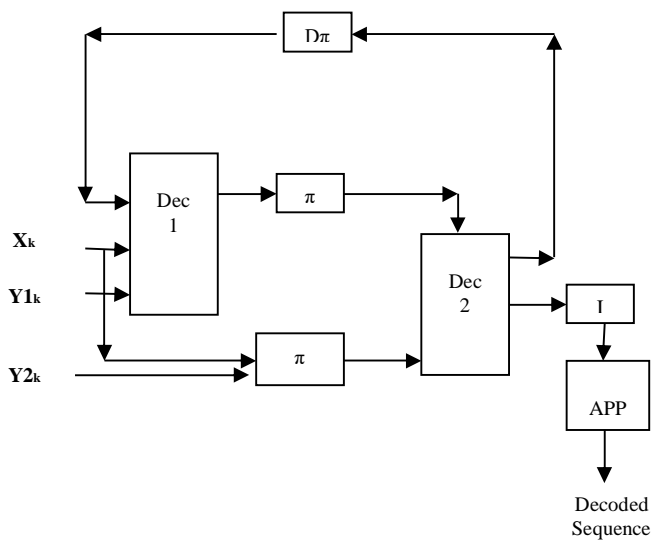 Dπ
Dec
1
π
Xₖ
Y1ₖ
Dec
2
π
Y2ₖ
APP
Decoded
Sequence